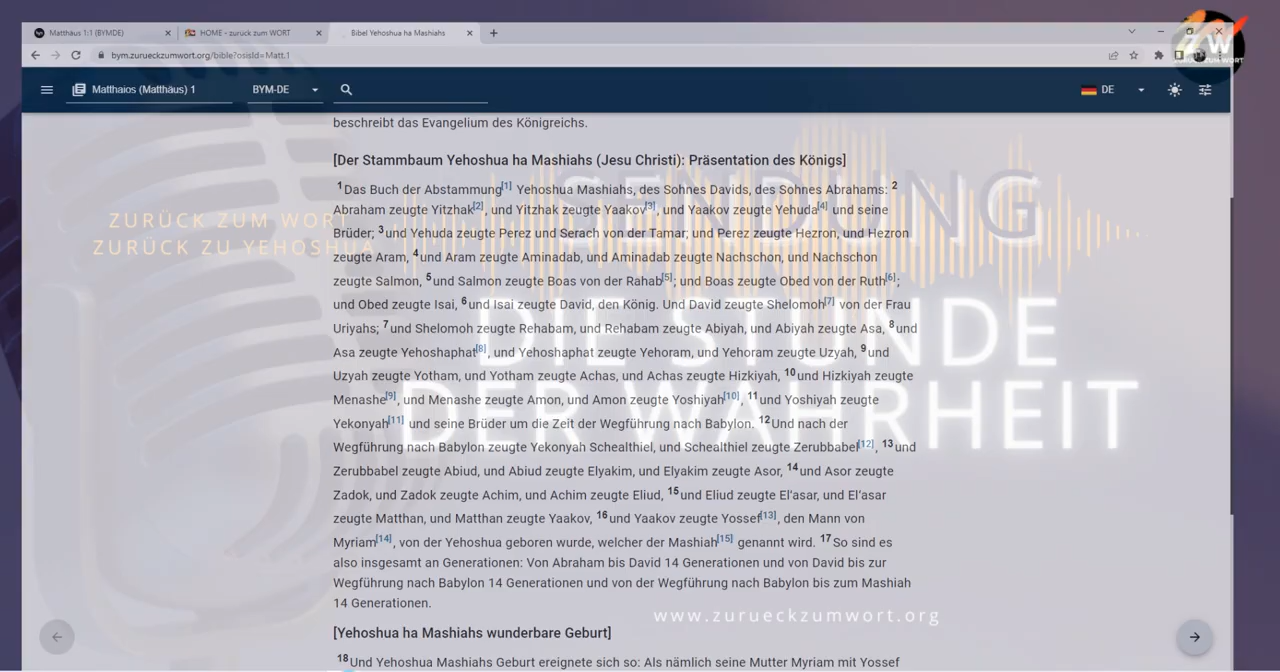 Matthäus 1:1 (BYMDE)
HOME - zurück zum WORT
Bibel Yehoshua ha Mashiahs
bym.zurueckzumwort.org/bible?osisId=Matt.1
ZW
Matthaios (Matthäus) 1
BYM-DE
DE
beschreibt das Evangelium des Königreichs.
[Der Stammbaum Yehoshua ha Mashiahs (Jesu Christi): Präsentation des Königs]
1 Das Buch der Abstammung[1] Yehoshua Mashiahs, des Sohnes Davids, des Sohnes Abrahams: 2
Abraham zeugte Yitzhak[2], und Yitzhak zeugte Yaakov[3], und Yaakov zeugte Yehuda[4] und seine
Brüder; 3 und Yehuda zeugte Perez und Serach von der Tamar; und Perez zeugte Hezron, und Hezron
zeugte Aram, 4 und Aram zeugte Aminadab, und Aminadab zeugte Nachschon, und Nachschon
zeugte Salmon, 5 und Salmon zeugte Boas von der Rahab[5]; und Boas zeugte Obed von der Ruth[6];
und Obed zeugte Isai, 6 und Isai zeugte David, den König. Und David zeugte Shelomoh[7] von der Frau
Uriyahs; 7 und Shelomoh zeugte Rehabam, und Rehabam zeugte Abiyah, und Abiyah zeugte Asa, 8 und
Asa zeugte Yehoshaphat[8], und Yehoshaphat zeugte Yehoram, und Yehoram zeugte Uzyah, 9 und
Uzyah zeugte Yotham, und Yotham zeugte Achas, und Achas zeugte Hizkiyah, 10 und Hizkiyah zeugte
Menashe[9], und Menashe zeugte Amon, und Amon zeugte Yoshiyah[10], 11 und Yoshiyah zeugte
Yekonyah[11] und seine Brüder um die Zeit der Wegführung nach Babylon. 12 Und nach der
Wegführung nach Babylon zeugte Yekonyah Schealthiel, und Schealthiel zeugte Zerubbabel[12], 13 und
Zerubbabel zeugte Abiud, und Abiud zeugte Elyakim, und Elyakim zeugte Asor, 14 und Asor zeugte
Zadok, und Zadok zeugte Achim, und Achim zeugte Eliud, 15 und Eliud zeugte El'asar, und El'asar
zeugte Matthan, und Matthan zeugte Yaakov, 16 und Yaakov zeugte Yossef[13], den Mann von
Myriam[14], von der Yehoshua geboren wurde, welcher der Mashiah[15] genannt wird. 17 So sind es
also insgesamt an Generationen: Von Abraham bis David 14 Generationen und von David bis zur
Wegführung nach Babylon 14 Generationen und von der Wegführung nach Babylon bis zum Mashiah
14 Generationen.
[Yehoshua ha Mashiahs wunderbare Geburt]
18 Und Yehoshua Mashiahs Geburt ereignete sich so: Als nämlich seine Mutter Myriam mit Yossef
ZURÜCK ZUM WORT
ZURÜCK ZU YEHOSHUA
SENDUNG
DIE STUNDE
DER WAHRHEIT
www.zurueckzumwort.org